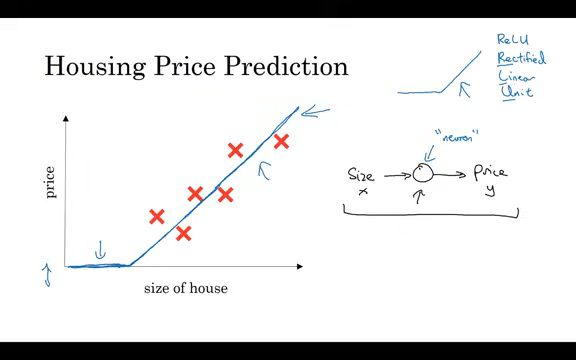 Housing Price Prediction
ReLU
Rectified
Linear
Unit
"neuron"
Size
x
Price
y
price
size of house